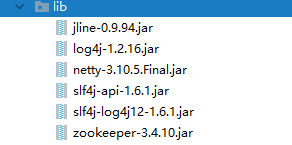 lib
jline-0.9.94.jar
log4j-1.2.16.jar
netty-3.10.5.Final.jar
slf4j-api-1.6.1.jar
slf4j-log4j12-1.6.1.jar
zookeeper-3.4.10.jar